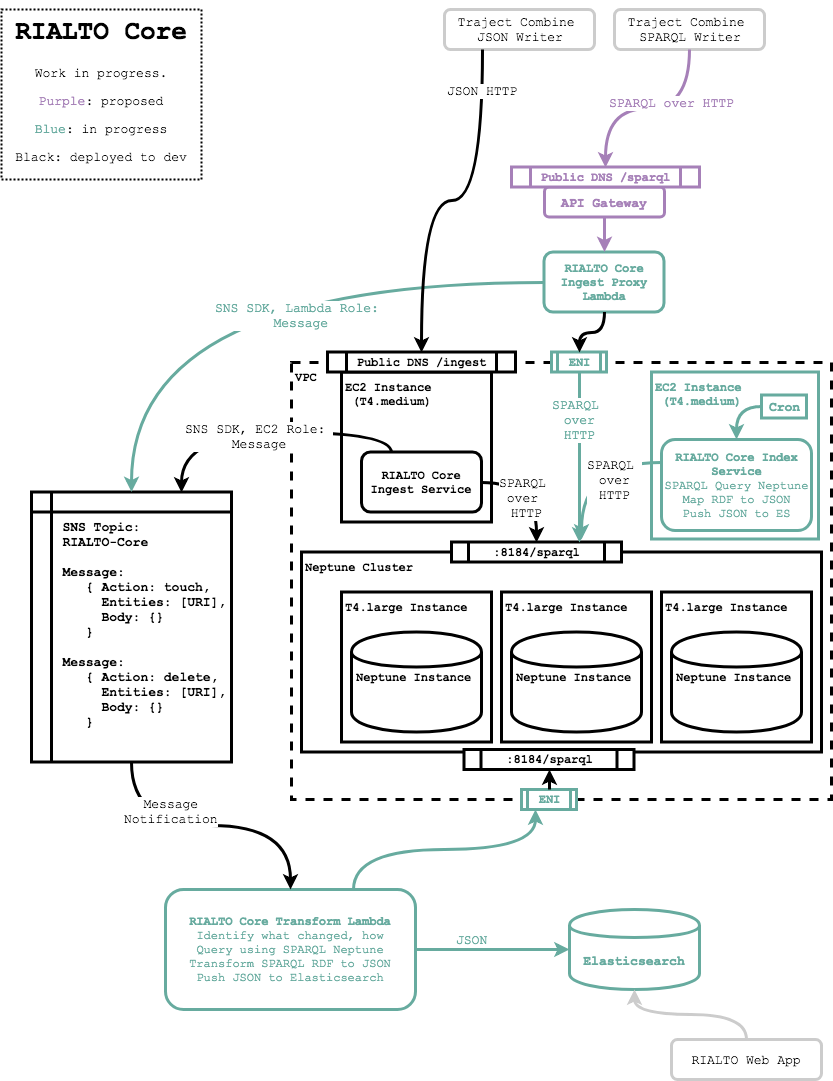 RIALTO Core
Work in progress.
Purple: proposed
Blue: in progress
Black: deployed to dev
Traject Combine
JSON Writer
Traject Combine
SPARQL Writer
JSON HTTP
SPARQL over HTTP
Public DNS /sparql
API Gateway
RIALTO Core
Ingest Proxy
Lambda
SNS SDK, Lambda Role:
Message
Public DNS /ingest
ENI
VPC
EC2 Instance
(T4.medium)
SPARQL
over
HTTP
EC2 Instance
(T4.medium)
Cron
SNS SDK, EC2 Role:
Message
RIALTO Core
Ingest Service
SPARQL
over
HTTP
SPARQL
over
HTTP
RIALTO Core Index
Service
SPARQL Query Neptune
Map RDF to JSON
Push JSON to ES
SNS Topic:
RIALTO-Core
Message:
{ Action: touch,
Entities: [URI],
Body: {}
}
Message:
{ Action: delete,
Entities: [URI],
Body: {}
}
:8184/sparql
Neptune Cluster
T4.large Instance
T4.large Instance
T4.large Instance
Neptune Instance
Neptune Instance
Neptune Instance
:8184/sparql
ENI
Message
Notification
RIALTO Core Transform Lambda
Identify what changed, how
Query using SPARQL Neptune
Transform SPARQL RDF to JSON
Push JSON to Elasticsearch
JSON
Elasticsearch
RIALTO Web App